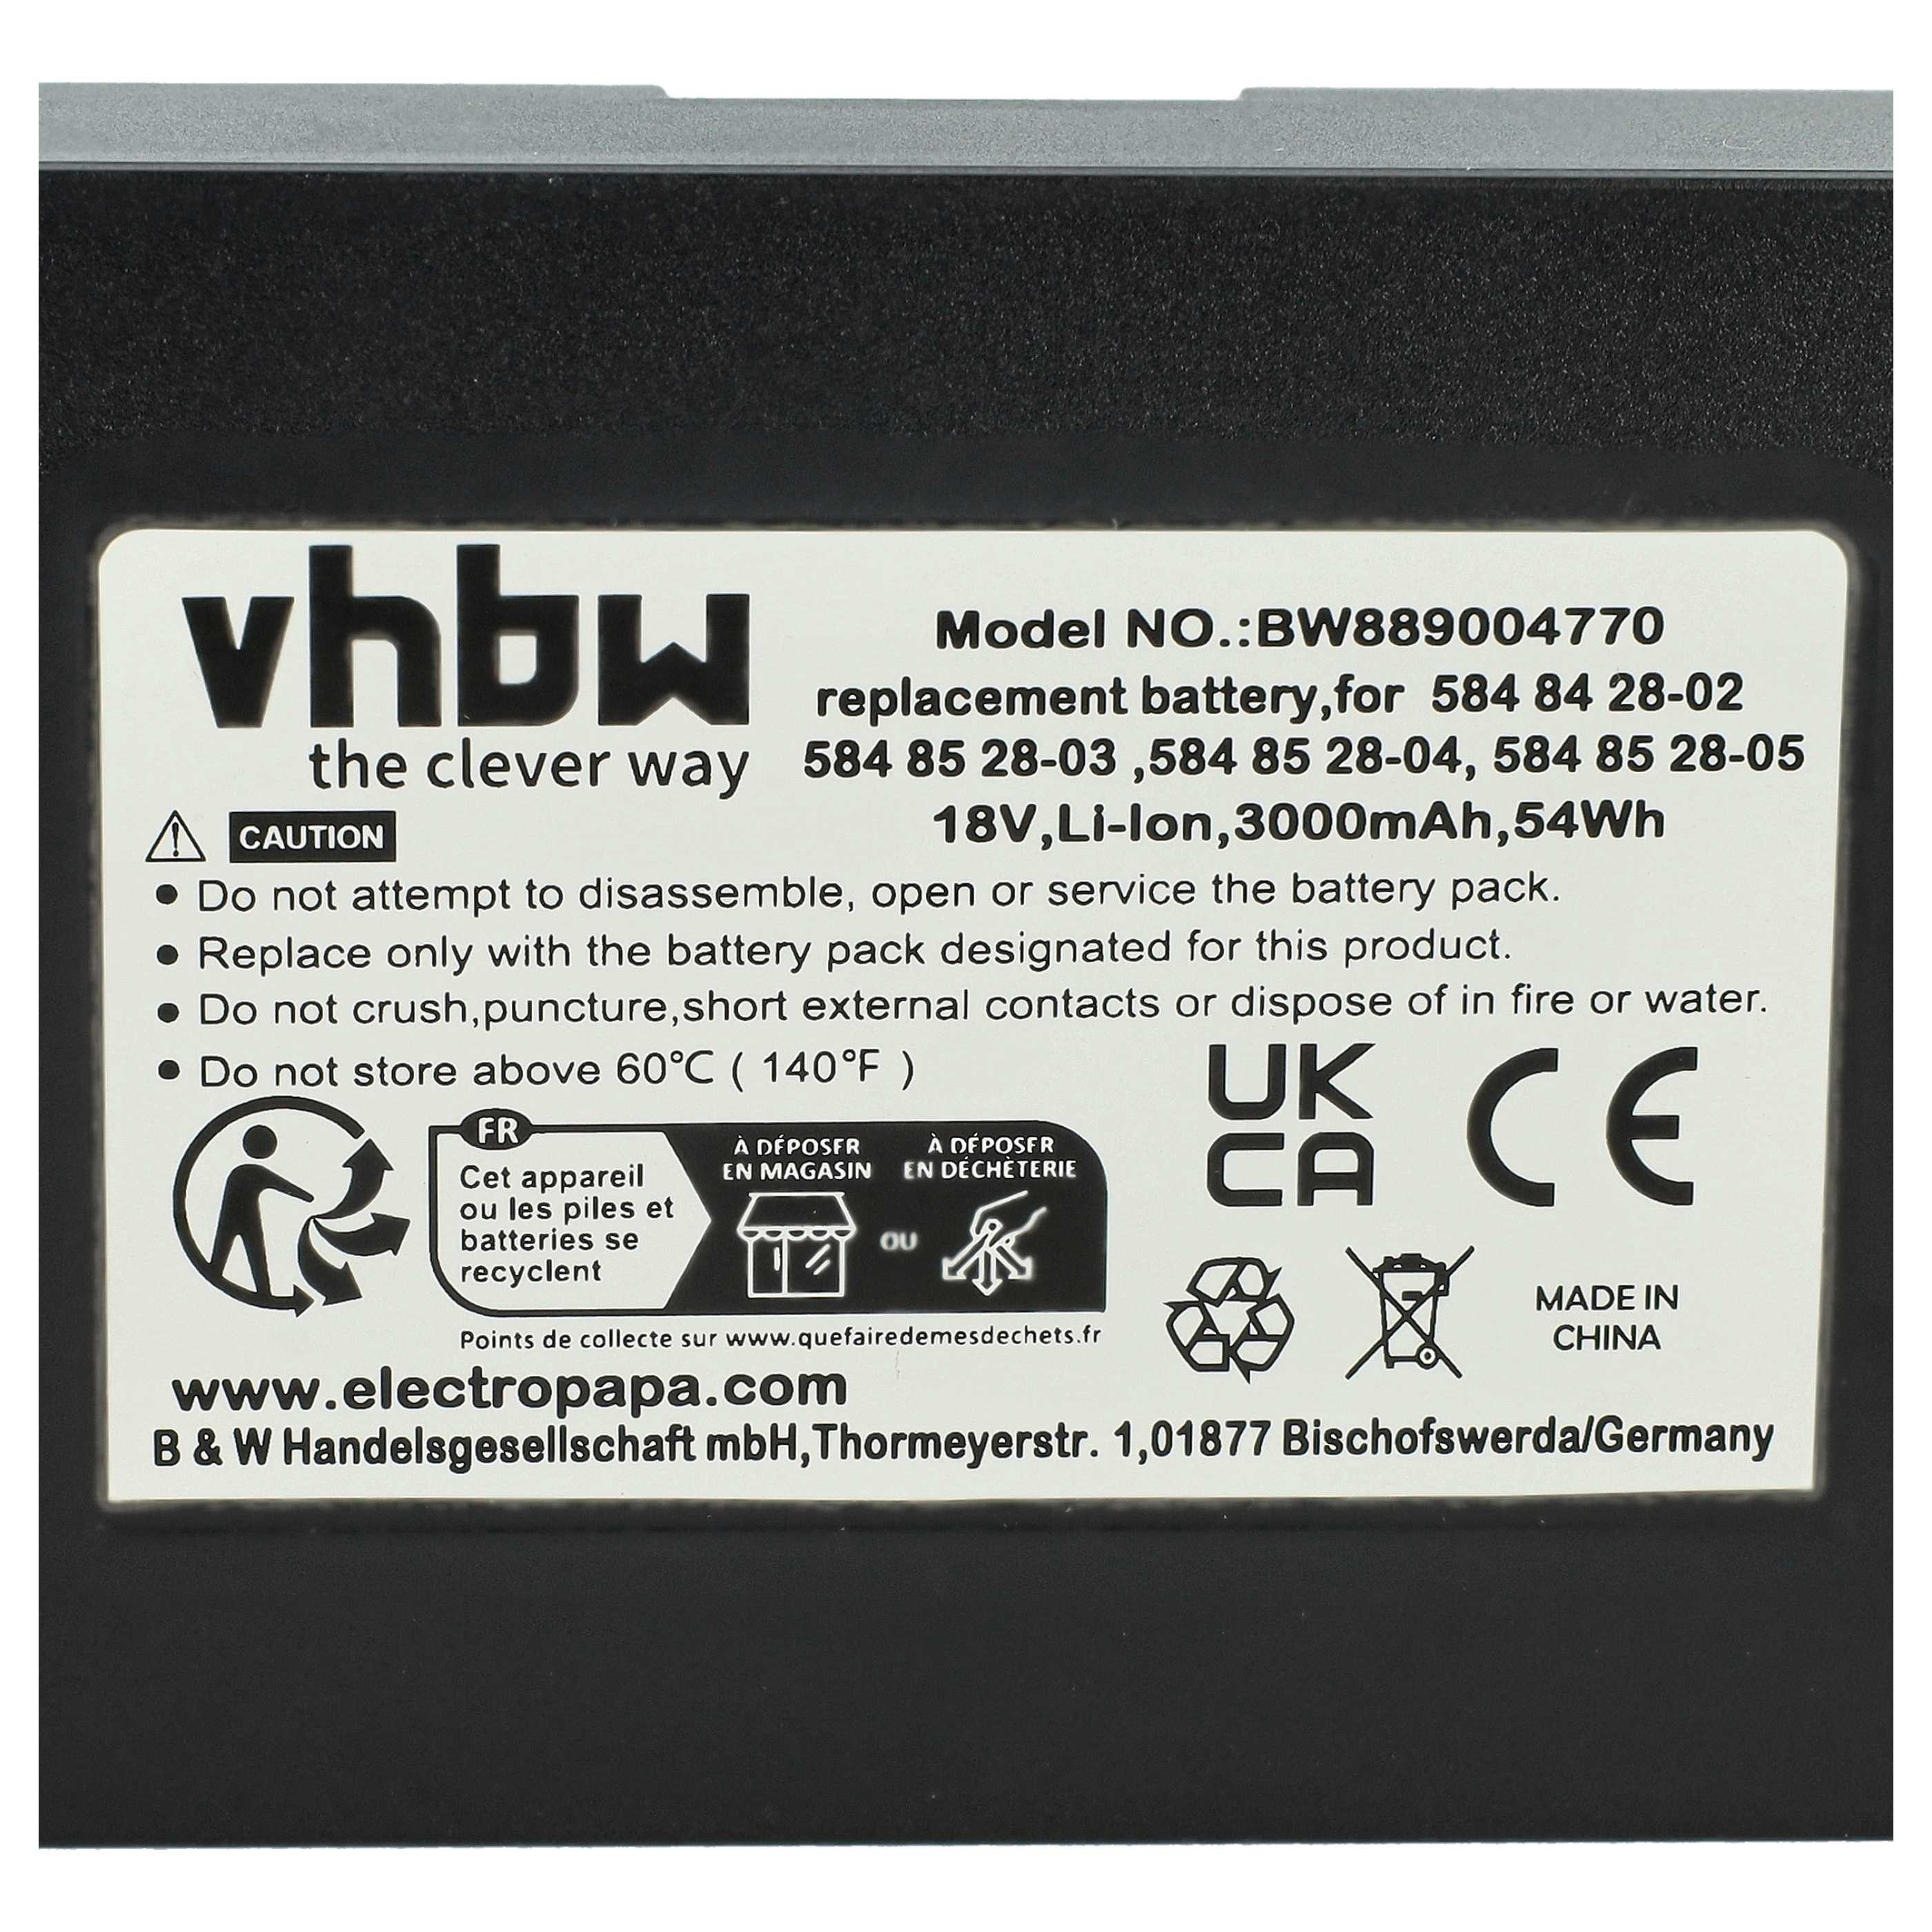 vhbw
the clever way
Model NO.:BW889004770
replacement battery,for 584 84 28-02
584 85 28-03 ,584 85 28-04, 584 85 28-05
18V,Li-Ion,3000mAh,54Wh
CAUTION
• Do not attempt to disassemble, open or service the battery pack.
• Replace only with the battery pack designated for this product.
• Do not crush,puncture,short external contacts or dispose of in fire or water.
• Do not store above 60°C ( 140°F )
FR
Cet appareil
ou les piles et
batteries se
recyclent
À DÉPOSER
EN MAGASIN
OU
À DÉPOSER
EN DÉCHÈTERIE
Points de collecte sur www.quefairedemesdechets.fr
UK
CA
CE
MADE IN
CHINA
www.electropapa.com
B & W Handelsgesellschaft mbH,Thormeyerstr. 1,01877 Bischofswerda/Germany